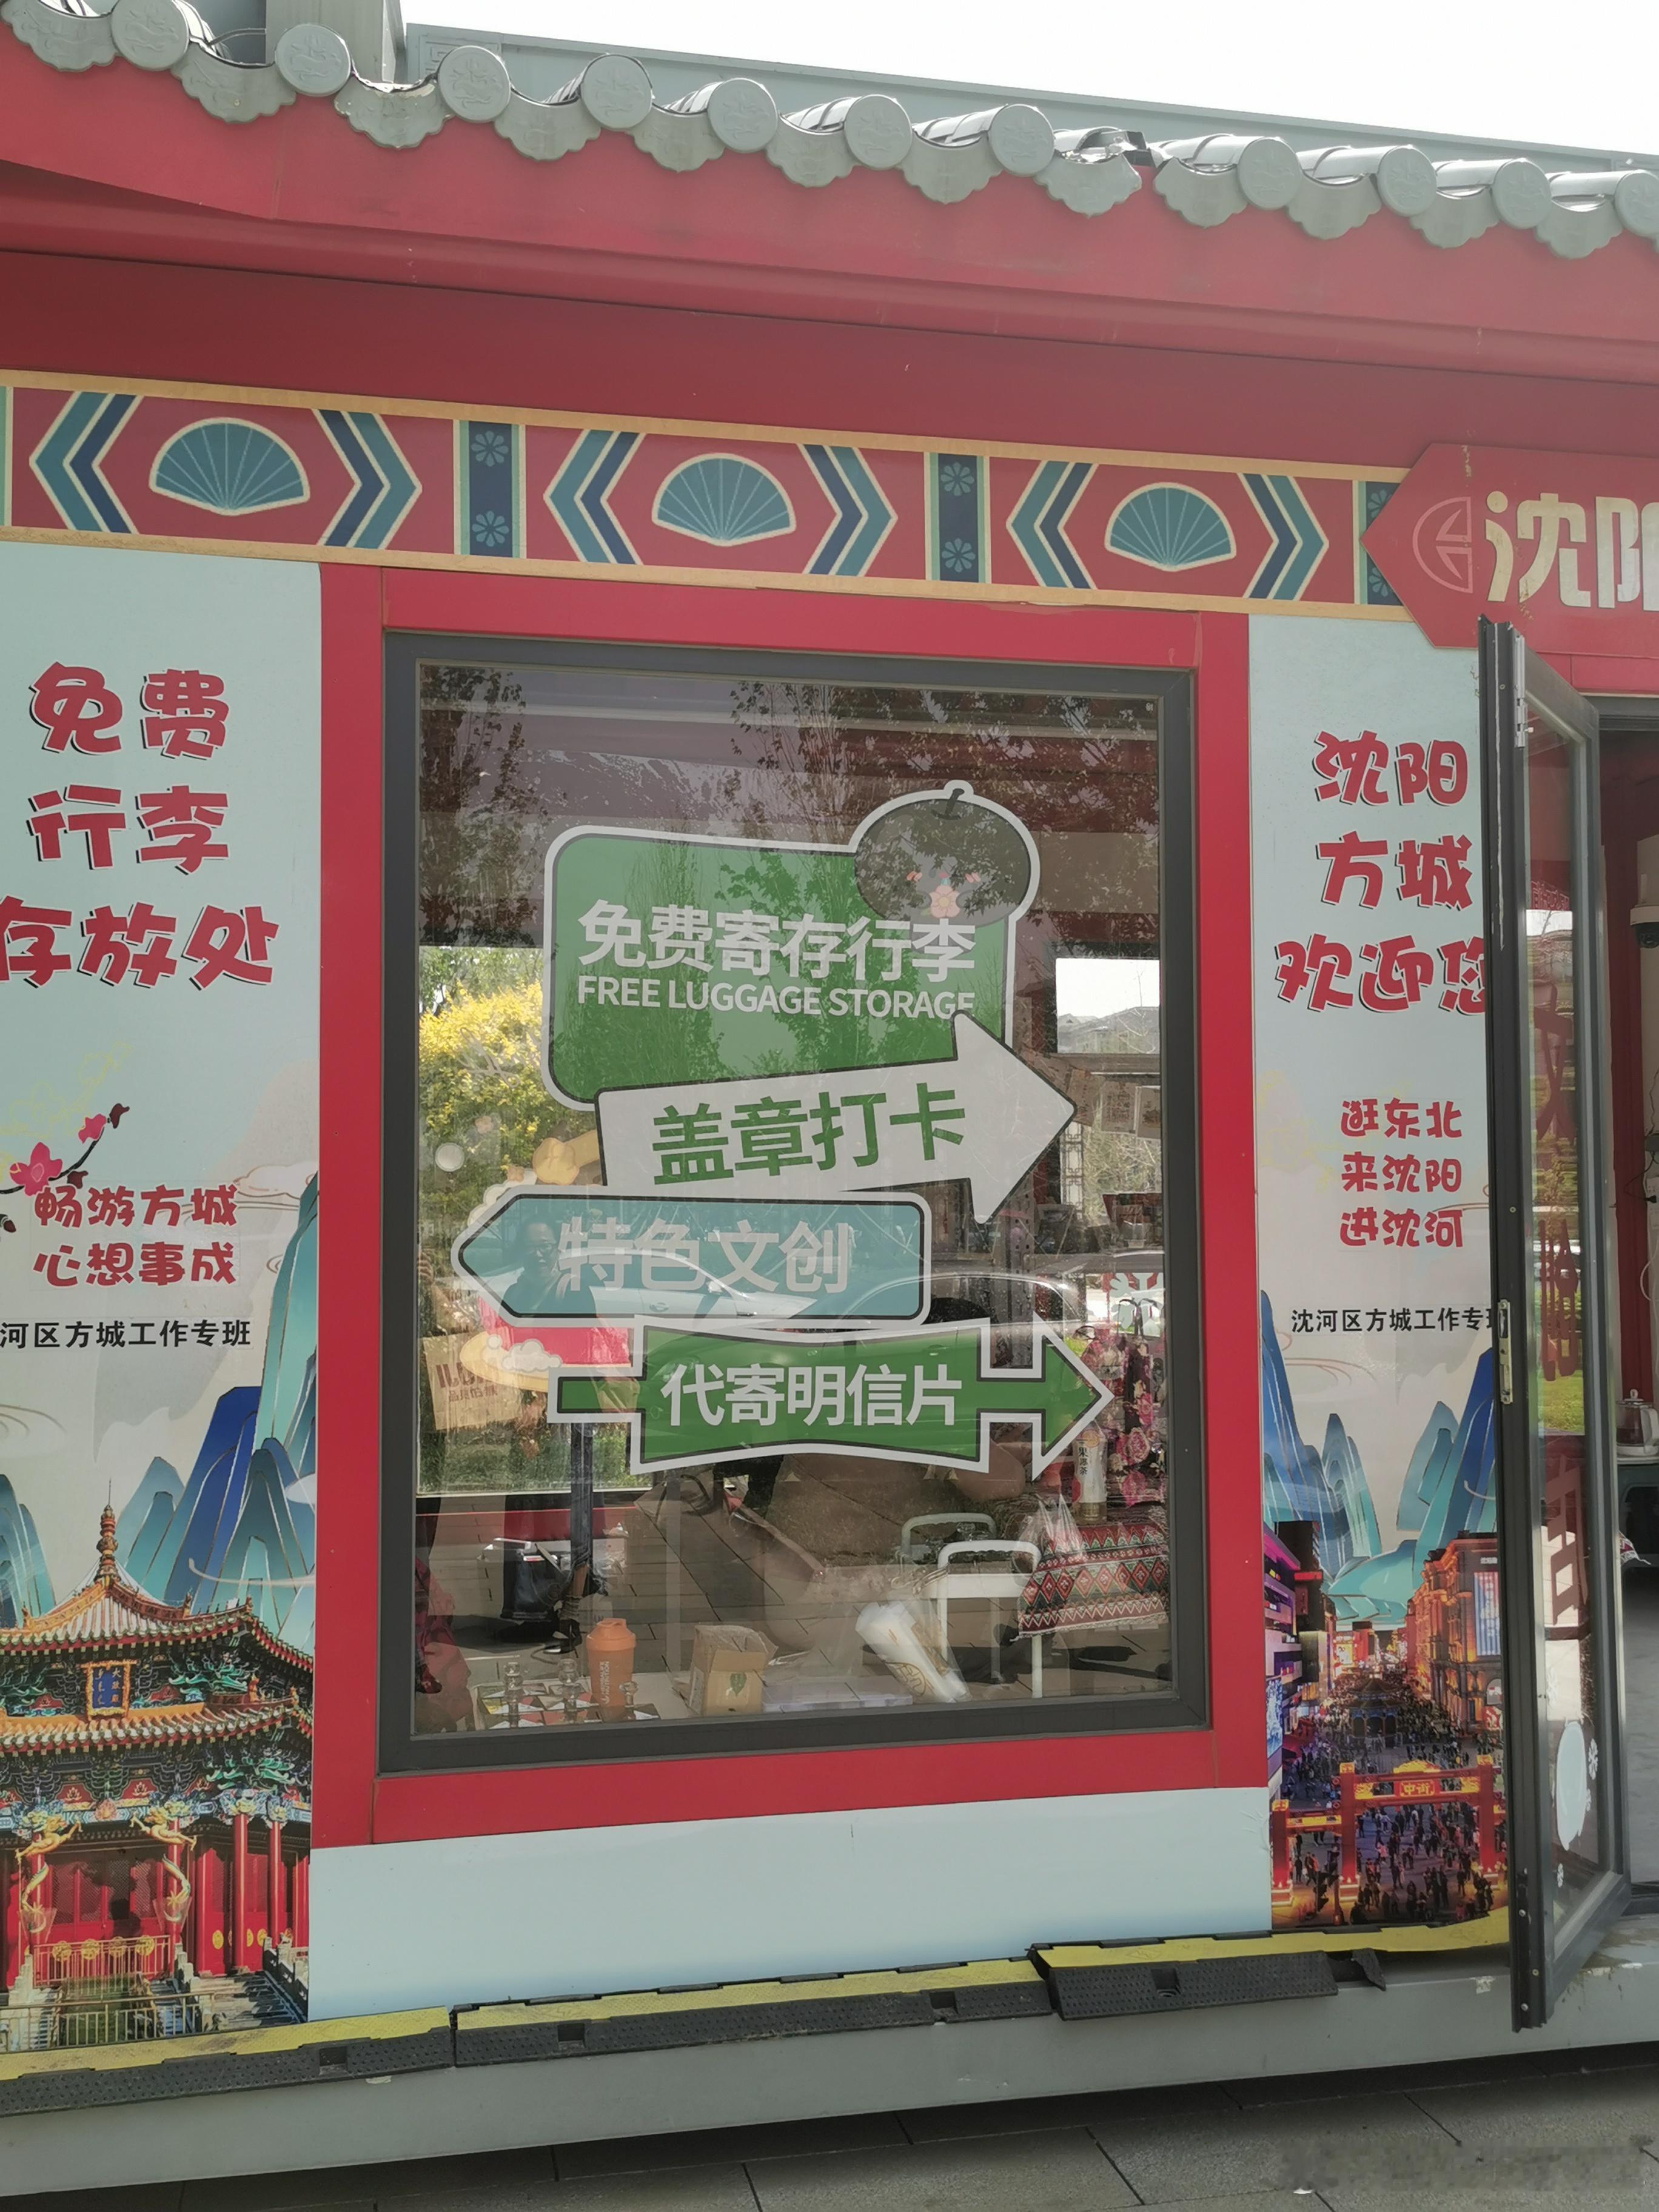 沈阳
免费
行李
存放处
畅游方城
心想事成
河区方城工作专班
免费寄存行李
FREE LUGGAGE STORAGE
盖章打卡
特色文创
代寄明信片
沈阳
方城
欢迎您
逛东北
来沈阳
进沈河
沈河区方城工作专班
中街